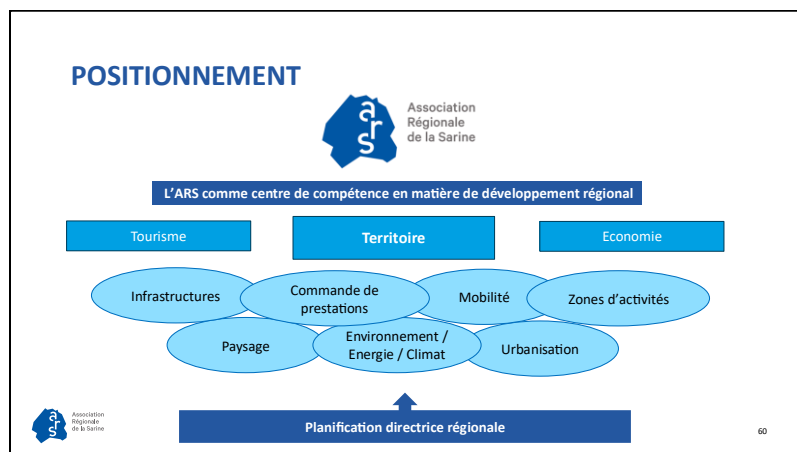 POSITIONNEMENT
ars
Association
Régionale
de la Sarine
L'ARS comme centre de compétence en matière de développement régional
Tourisme
Territoire
Economie
Infrastructures
Commande de
prestations
Mobilité
Zones d'activités
Paysage
Environnement /
Energie / Climat
Urbanisation
Planification directrice régionale
ars
Association
Régionale
de la Sarine
60